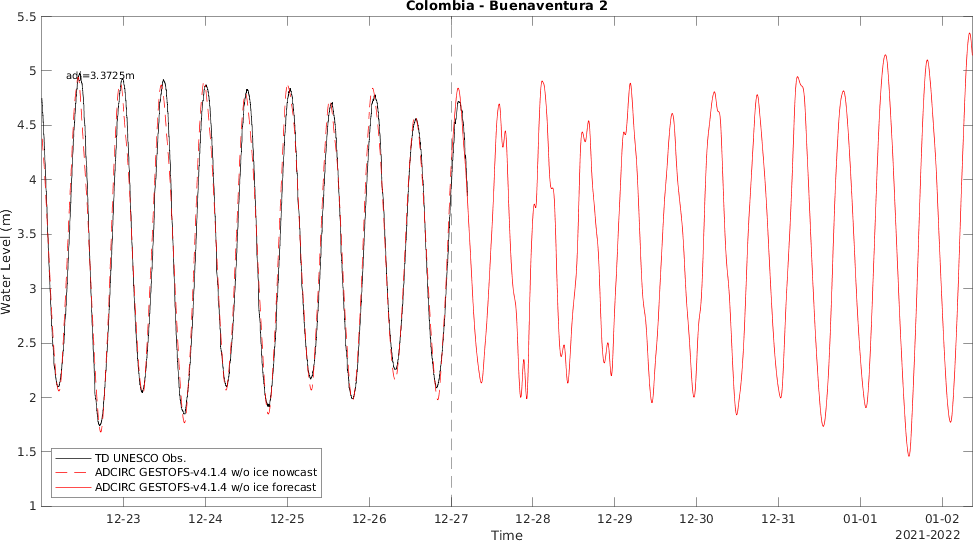 Colombia - Buenaventura 2
5.5
5
4.5
4
3.5
3
2.5
2
1.5
1
Water Level (m)
adj=3.3725m
TD UNESCO Obs.
ADCIRC GESTOFS-v4.1.4 w/o ice nowcast
ADCIRC GESTOFS-v4.1.4 w/o ice forecast
12-23 12-24 12-25 12-26 12-27 12-28 12-29 12-30 12-31 01-01 01-02
Time
2021-2022